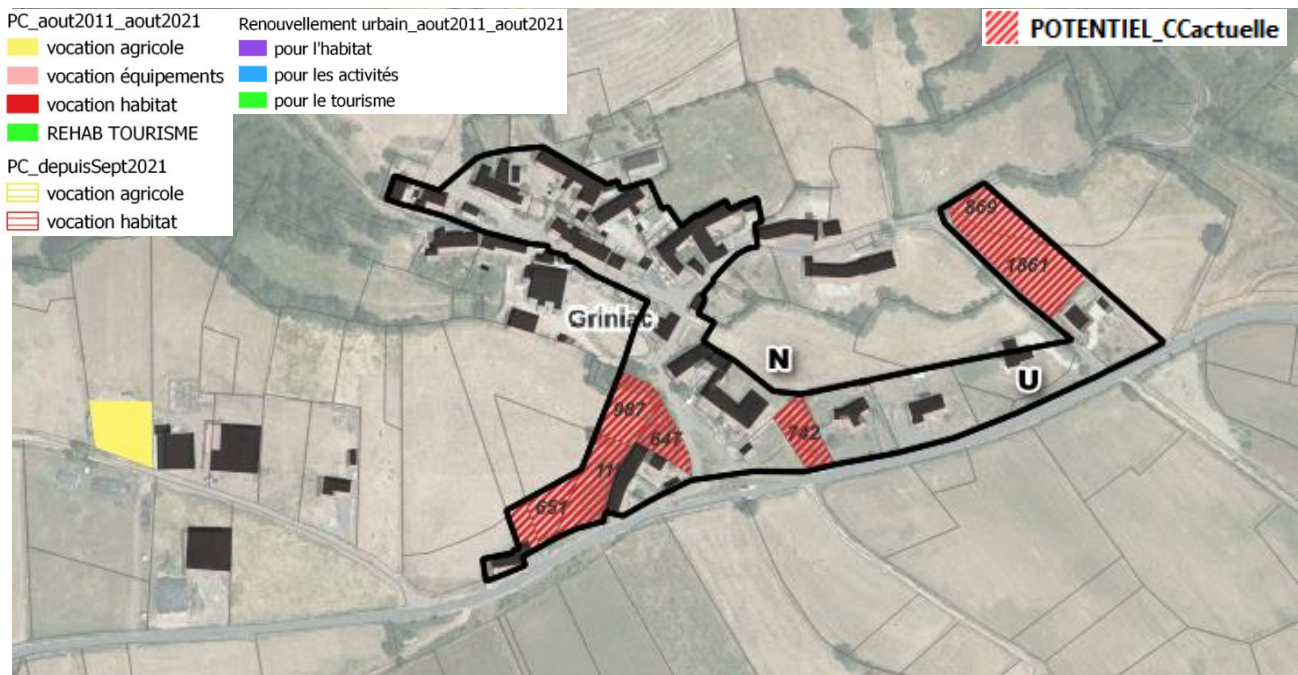 PC_aout2011_aout2021
vocation agricole
vocation équipements
vocation habitat
REHAB TOURISME
PC_depuisSept2021
vocation agricole
vocation habitat
Renouvellement urbain_aout2011_aout2021
pour l'habitat
pour les activités
pour le tourisme
POTENTIEL_CCactuelle
869
1861
Griniac
N
U
987
647
742
657